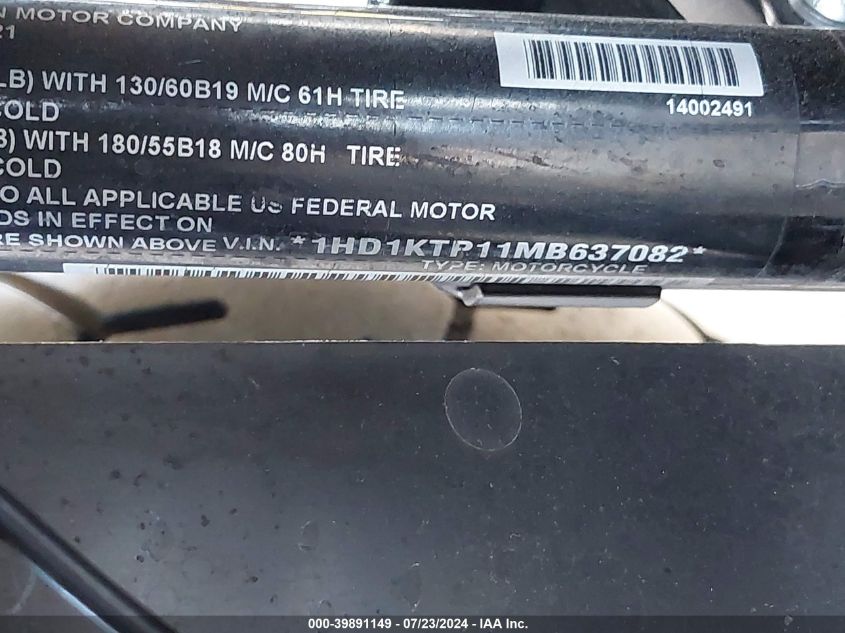 N MOTOR COMPANY
21
LB) WITH 130/60B19 M/C 61H TIRE
COLD
B) WITH 180/55B18 M/C 80H TIRE
COLD
O ALL APPLICABLE US FEDERAL MOTOR
DS IN EFFECT ON
RE SHOWN ABOVE V.I.N. *1HD1KTP11MB637082*
TYPE: MOTORCYCLE
14002491
000-39891149 - 07/23/2024 - IAA Inc.